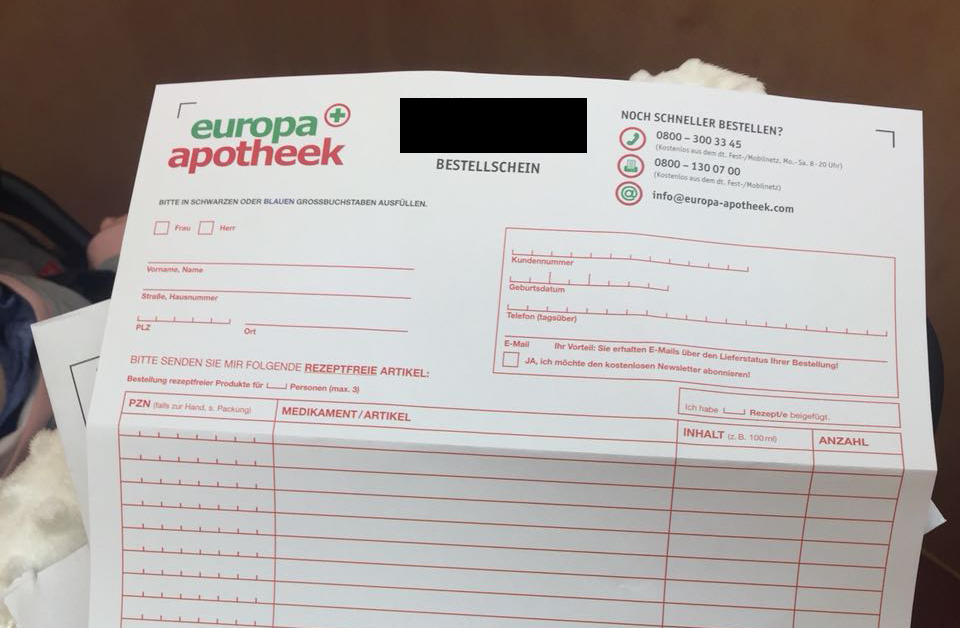 europa
apotheek
BESTELLSCHEIN
NOCH SCHNELLER BESTELLEN?
0800 – 300 33 45
(Kostenlos aus dem dt. Fest-/Mobilnetz, Mo.- Sa. 8 - 20 Uhr)
0800 – 130 07 00
(Kostenlos aus dem dt. Fest-/Mobilnetz)
@ info@europa-apotheek.com
BITTE IN SCHWARZEN ODER BLAUEN GROSSBUCHSTABEN AUSFÜLLEN.
Frau Herr
Vorname, Name
Straße, Hausnummer
PLZ Ort
Kundennummer
Geburtsdatum
Telefon (tagsüber)
E-Mail Ihr Vorteil: Sie erhalten E-Mails über den Lieferstatus Ihrer Bestellung!
JA, ich möchte den kostenlosen Newsletter abonnieren!
BITTE SENDEN SIE MIR FOLGENDE REZEPTFREIE ARTIKEL:
Bestellung rezeptfreier Produkte für Personen (max. 3)
Ich habe Rezept/e beigefügt.
PZN (falls zur Hand, s. Packung) MEDIKAMENT/ARTIKEL INHALT (z. B. 100 ml) ANZAHL